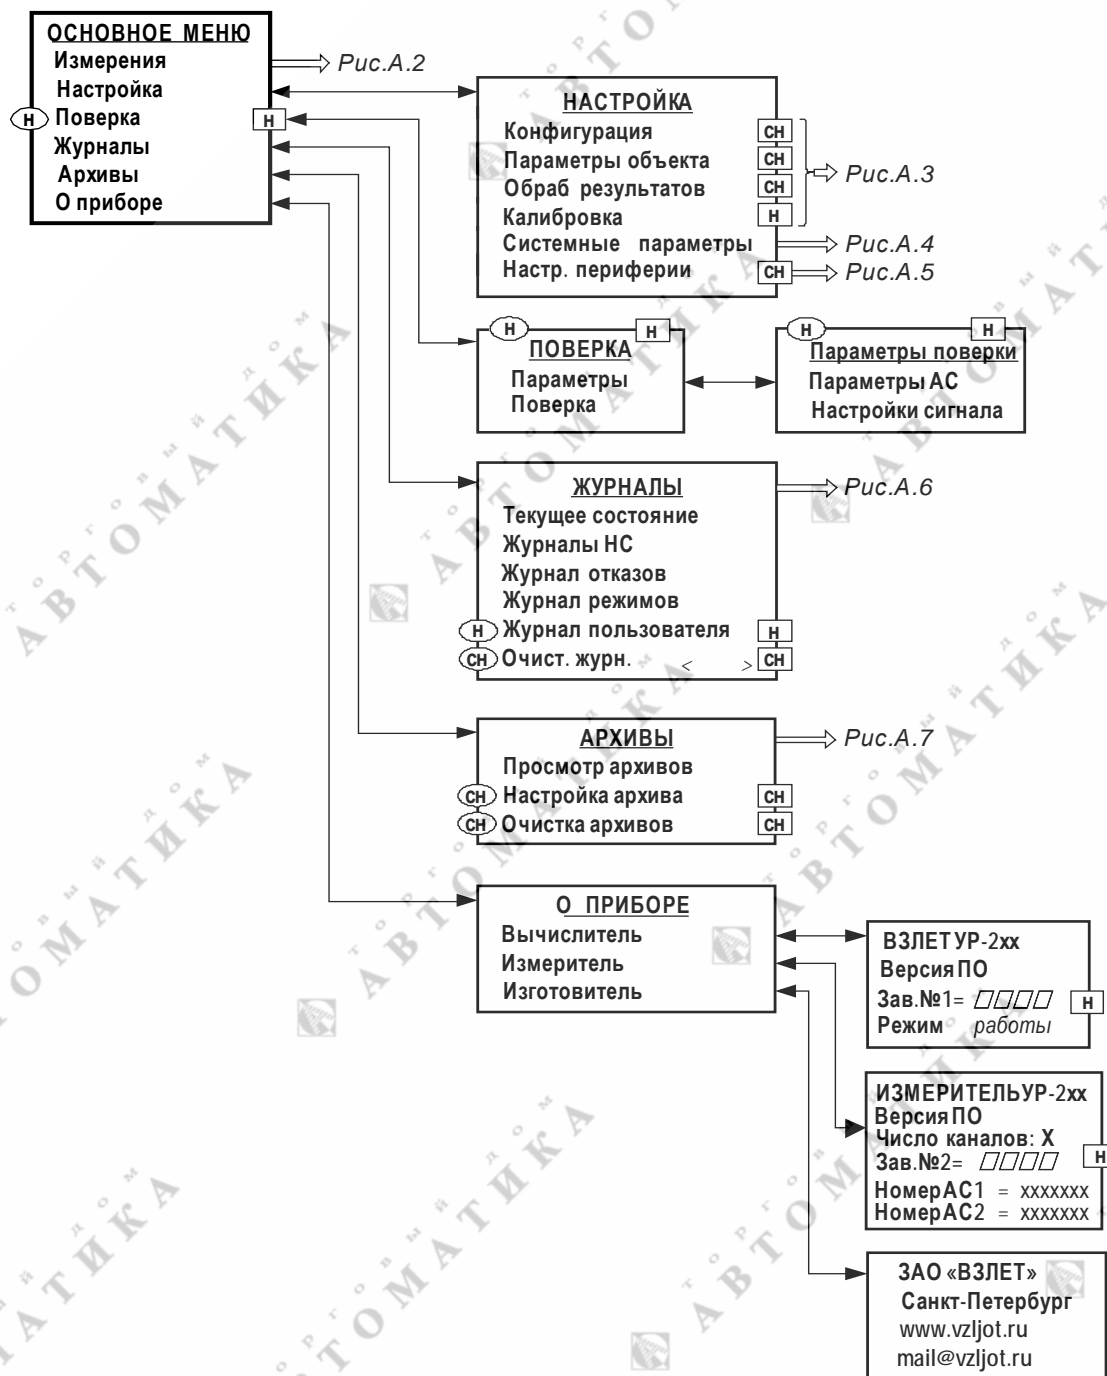 ОСНОВНОЕ МЕНЮ
Измерения
Рис.А.2
Настройка
Н Поверка Н
Журналы
Архивы
О приборе
НАСТРОЙКА
Конфигурация СН
Параметры объекта СН
Рис.А.3
Обраб результатов СН
Калибровка Н
Системные параметры
Рис.А.4
Настр. периферии СН
Рис.А.5
Н Н
ПОВЕРКА
Параметры
Поверка
Н Н
Параметры поверки
Параметры АС
Настройки сигнала
ЖУРНАЛЫ
Рис.А.6
Текущее состояние
Журналы НС
Журнал отказов
Журнал режимов
Н Журнал пользователя Н
СН Очист. журн. < > СН
АРХИВЫ
Рис.А.7
Просмотр архивов
СН Настройка архива СН
СН Очистка архивов СН
О ПРИБОРЕ
Вычислитель
Измеритель
Изготовитель
ВЗЛЕТ УР-2хх
Версия ПО
Зав.№1= Н
Режим работы
ИЗМЕРИТЕЛЬ УР-2хх
Версия ПО
Число каналов: Х
Зав.№2= Н
Номер АС1 = ххххххх
Номер АС2 = ххххххх
ЗАО «ВЗЛЕТ»
Санкт-Петербург
www.vzljot.ru
mail@vzljot.ru
торговый дом
АВТОМАТИКА